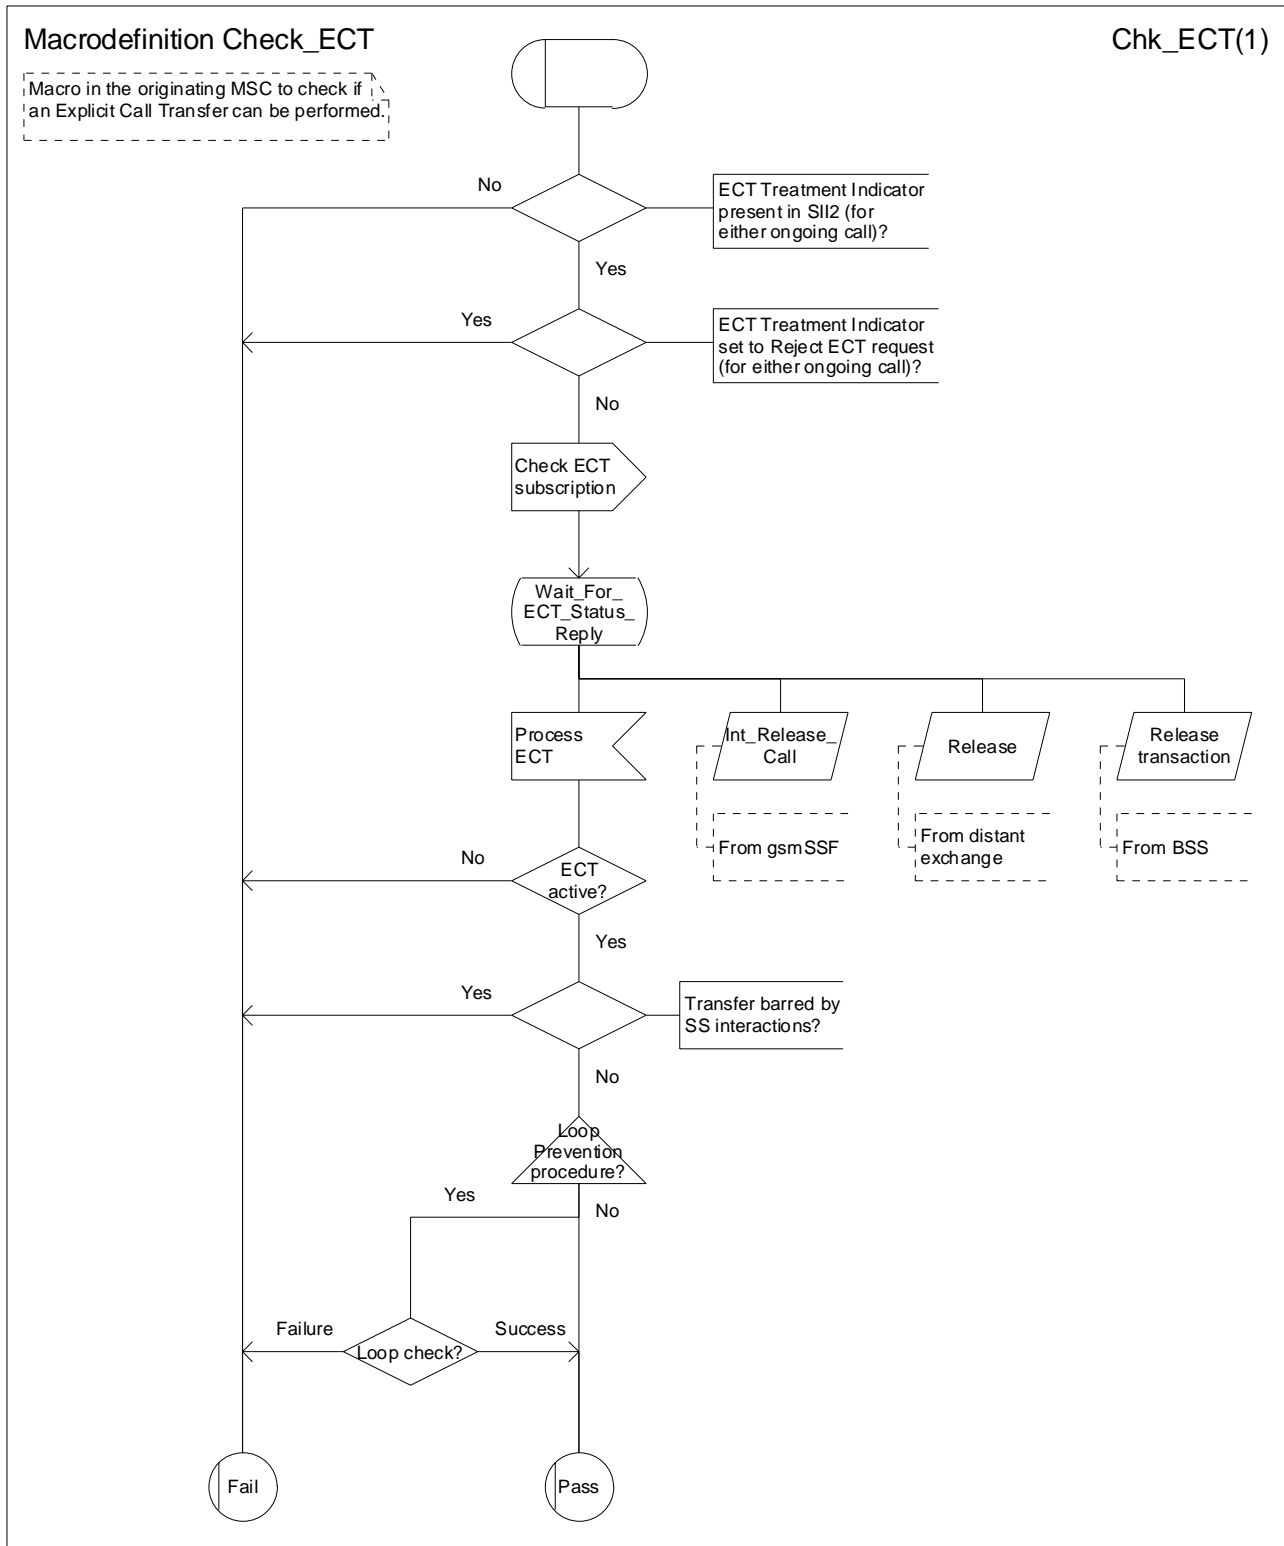 Macrodefinition Check_ECT
Chk_ECT(1)
Macro in the originating MSC to check if
an Explicit Call Transfer can be performed.
No
ECT Treatment Indicator
present in SII2 (for
either ongoing call)?
Yes
Yes
ECT Treatment Indicator
set to Reject ECT request
(for either ongoing call)?
No
Check ECT
subscription
Wait_For_
ECT_Status_
Reply
Process
ECT
Int_Release_
Call
Release
Release
transaction
From gsmSSF
From distant
exchange
From BSS
No
ECT
active?
Yes
Yes
Transfer barred by
SS interactions?
No
Loop
Prevention
procedure?
Yes
No
Failure
Success
Loop check?
Fail
Pass